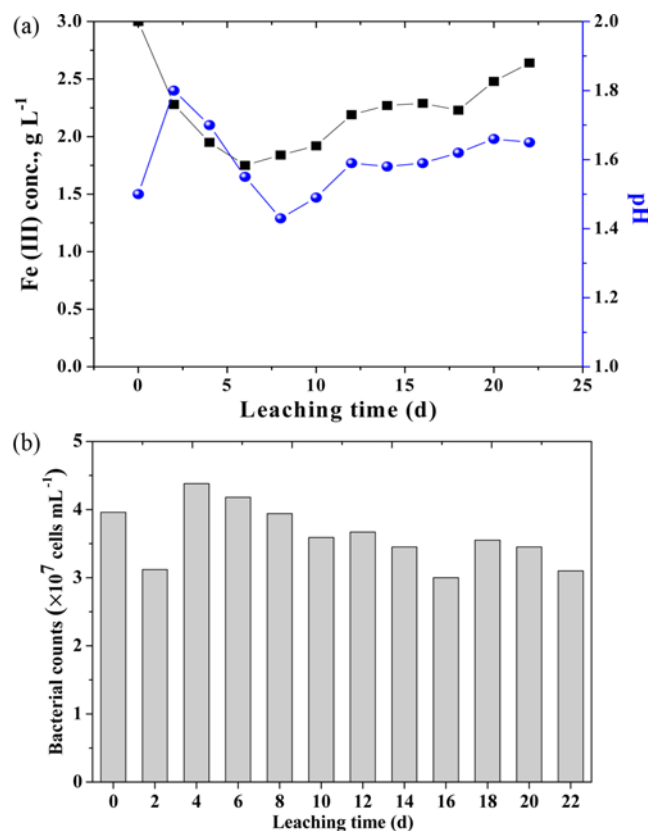 (a)
3.0
2.5
2.0
1.5
1.0
0.5
0.0
Fe (III) conc., g L⁻¹
2.0
1.8
1.6
1.4
1.2
1.0
pH
0 5 10 15 20 25
Leaching time (d)
(b)
5
4
3
2
1
0
Bacterial counts (×10⁷ cells mL⁻¹)
0 2 4 6 8 10 12 14 16 18 20 22
Leaching time (d)